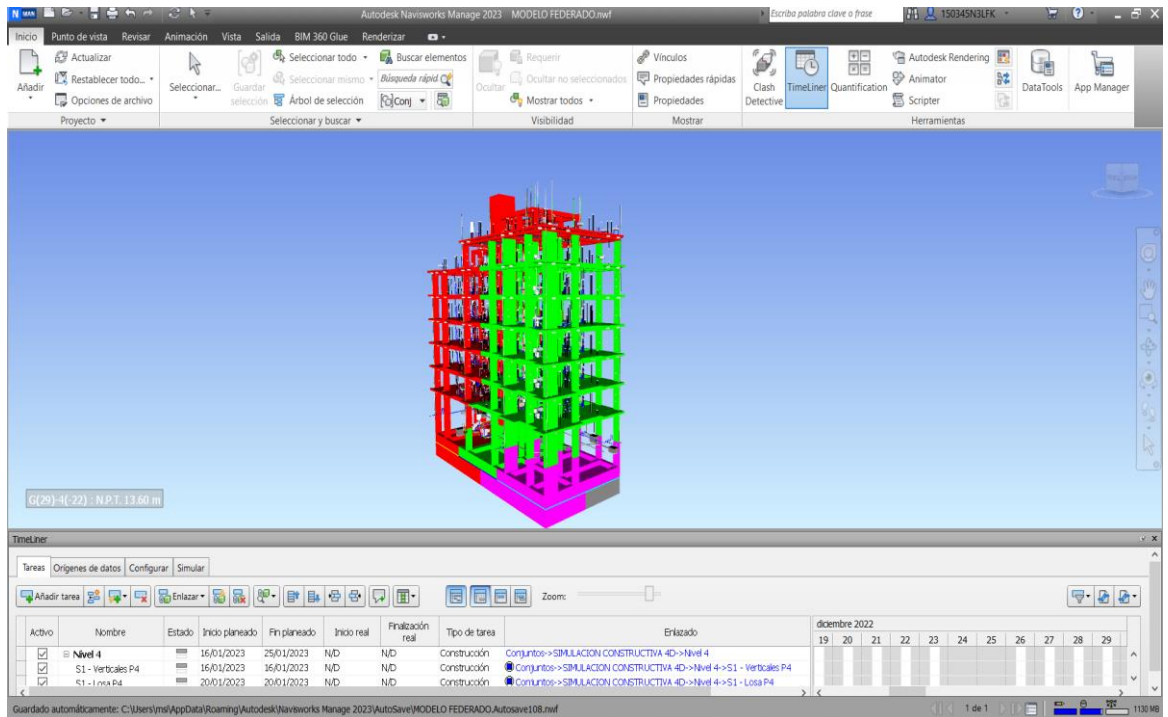 N MAN Autodesk Navisworks Manage 2023 MODELO FEDERADO.nwf Escriba palabra clave o frase 150345N3LFK
Inicio Punto de vista Revisar Animación Vista Salida BIM 360 Glue Renderizar
Añadir
Actualizar
Restablecer todo...
Opciones de archivo
Proyecto
Seleccionar...
Guardar selección
Seleccionar todo
Seleccionar mismo
Árbol de selección
Buscar elementos
Búsqueda rápid
Conj
Seleccionar y buscar
Ocultar
Requerir
Ocultar no seleccionados
Mostrar todos
Visibilidad
Vínculos
Propiedades rápidas
Propiedades
Mostrar
Clash Detective
TimeLiner
Quantification
Autodesk Rendering
Animator
Scripter
DataTools
App Manager
Herramientas
G(29)-4(-22) : N.P.T. 13.60 m
TimeLiner
Tareas Orígenes de datos Configurar Simular
Añadir tarea Enlazar Zoom:
Activo Nombre Estado Inicio planeado Fin planeado Inicio real Finalización real Tipo de tarea Enlazado diciembre 2022
19 20 21 22 23 24 25 26 27 28 29
Nivel 4 16/01/2023 25/01/2023 N/D N/D Construcción Conjuntos->SIMULACION CONSTRUCTIVA 4D->Nivel 4
S1 - Verticales P4 16/01/2023 16/01/2023 N/D N/D Construcción Conjuntos->SIMULACION CONSTRUCTIVA 4D->Nivel 4->S1 - Verticales P4
S1 - Losa P4 20/01/2023 20/01/2023 N/D N/D Construcción Conjuntos->SIMULACION CONSTRUCTIVA 4D->Nivel 4->S1 - Losa P4
Guardado automáticamente: C:\Users\msi\AppData\Roaming\Autodesk\Navisworks Manage 2023\AutoSave\MODELO FEDERADO.Autosave108.nwf 1 de 1 1130 MB